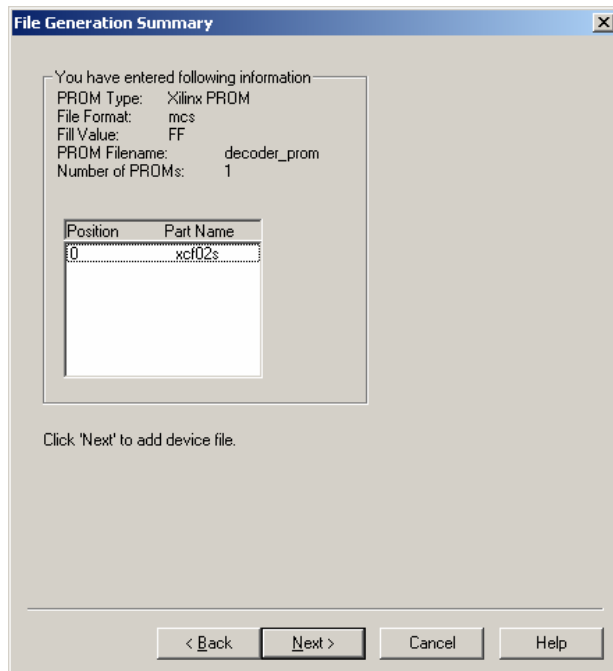 File Generation Summary
You have entered following information
PROM Type: Xilinx PROM
File Format: mcs
Fill Value: FF
PROM Filename: decoder_prom
Number of PROMs: 1
Position Part Name
0 xcf02s
Click 'Next' to add device file.
< Back Next > Cancel Help